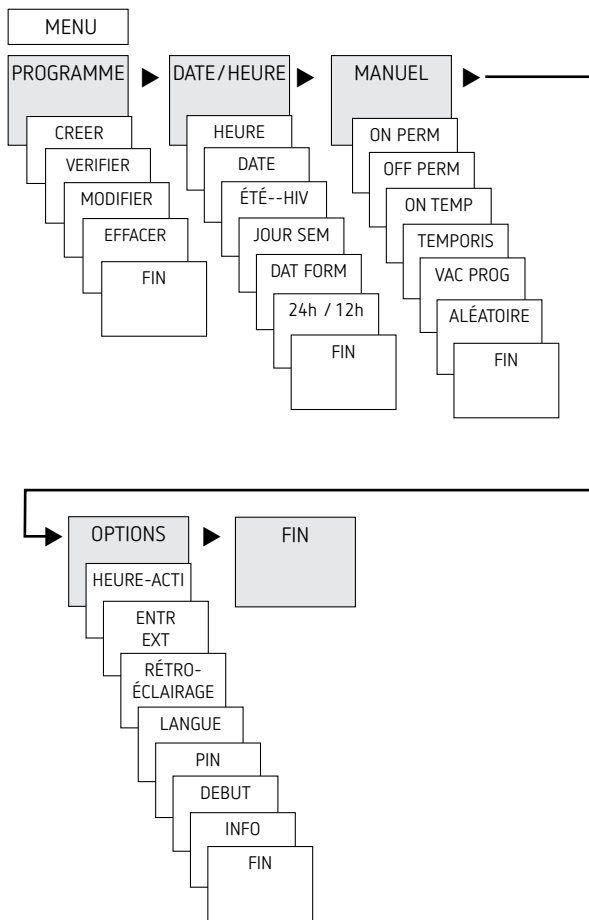 MENU
PROGRAMME
CREER
VERIFIER
MODIFIER
EFFACER
FIN
DATE/HEURE
HEURE
DATE
ÉTÉ--HIV
JOUR SEM
DAT FORM
24h / 12h
FIN
MANUEL
ON PERM
OFF PERM
ON TEMP
TEMPORIS
VAC PROG
ALÉATOIRE
FIN
OPTIONS
HEURE-ACTI
ENTR
EXT
RÉTRO-
ÉCLAIRAGE
LANGUE
PIN
DEBUT
INFO
FIN
FIN